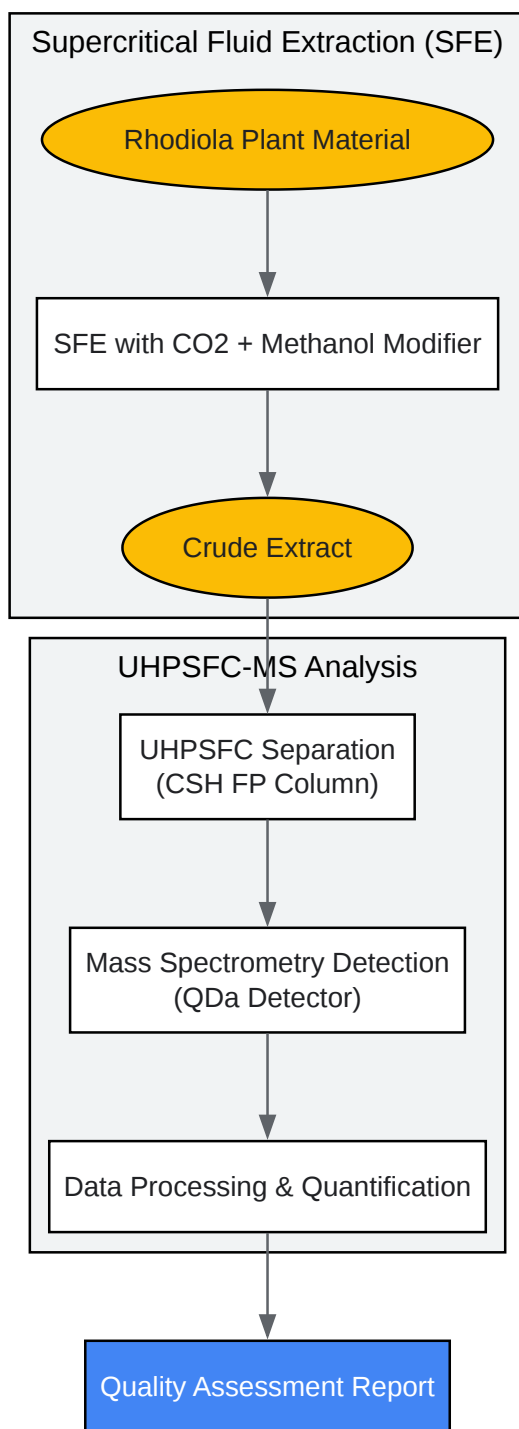 Supercritical Fluid Extraction (SFE)
Rhodiola Plant Material
SFE with CO2 + Methanol Modifier
Crude Extract
UHPSFC-MS Analysis
UHPSFC Separation
(CSH FP Column)
Mass Spectrometry Detection
(QDa Detector)
Data Processing & Quantification
Quality Assessment Report